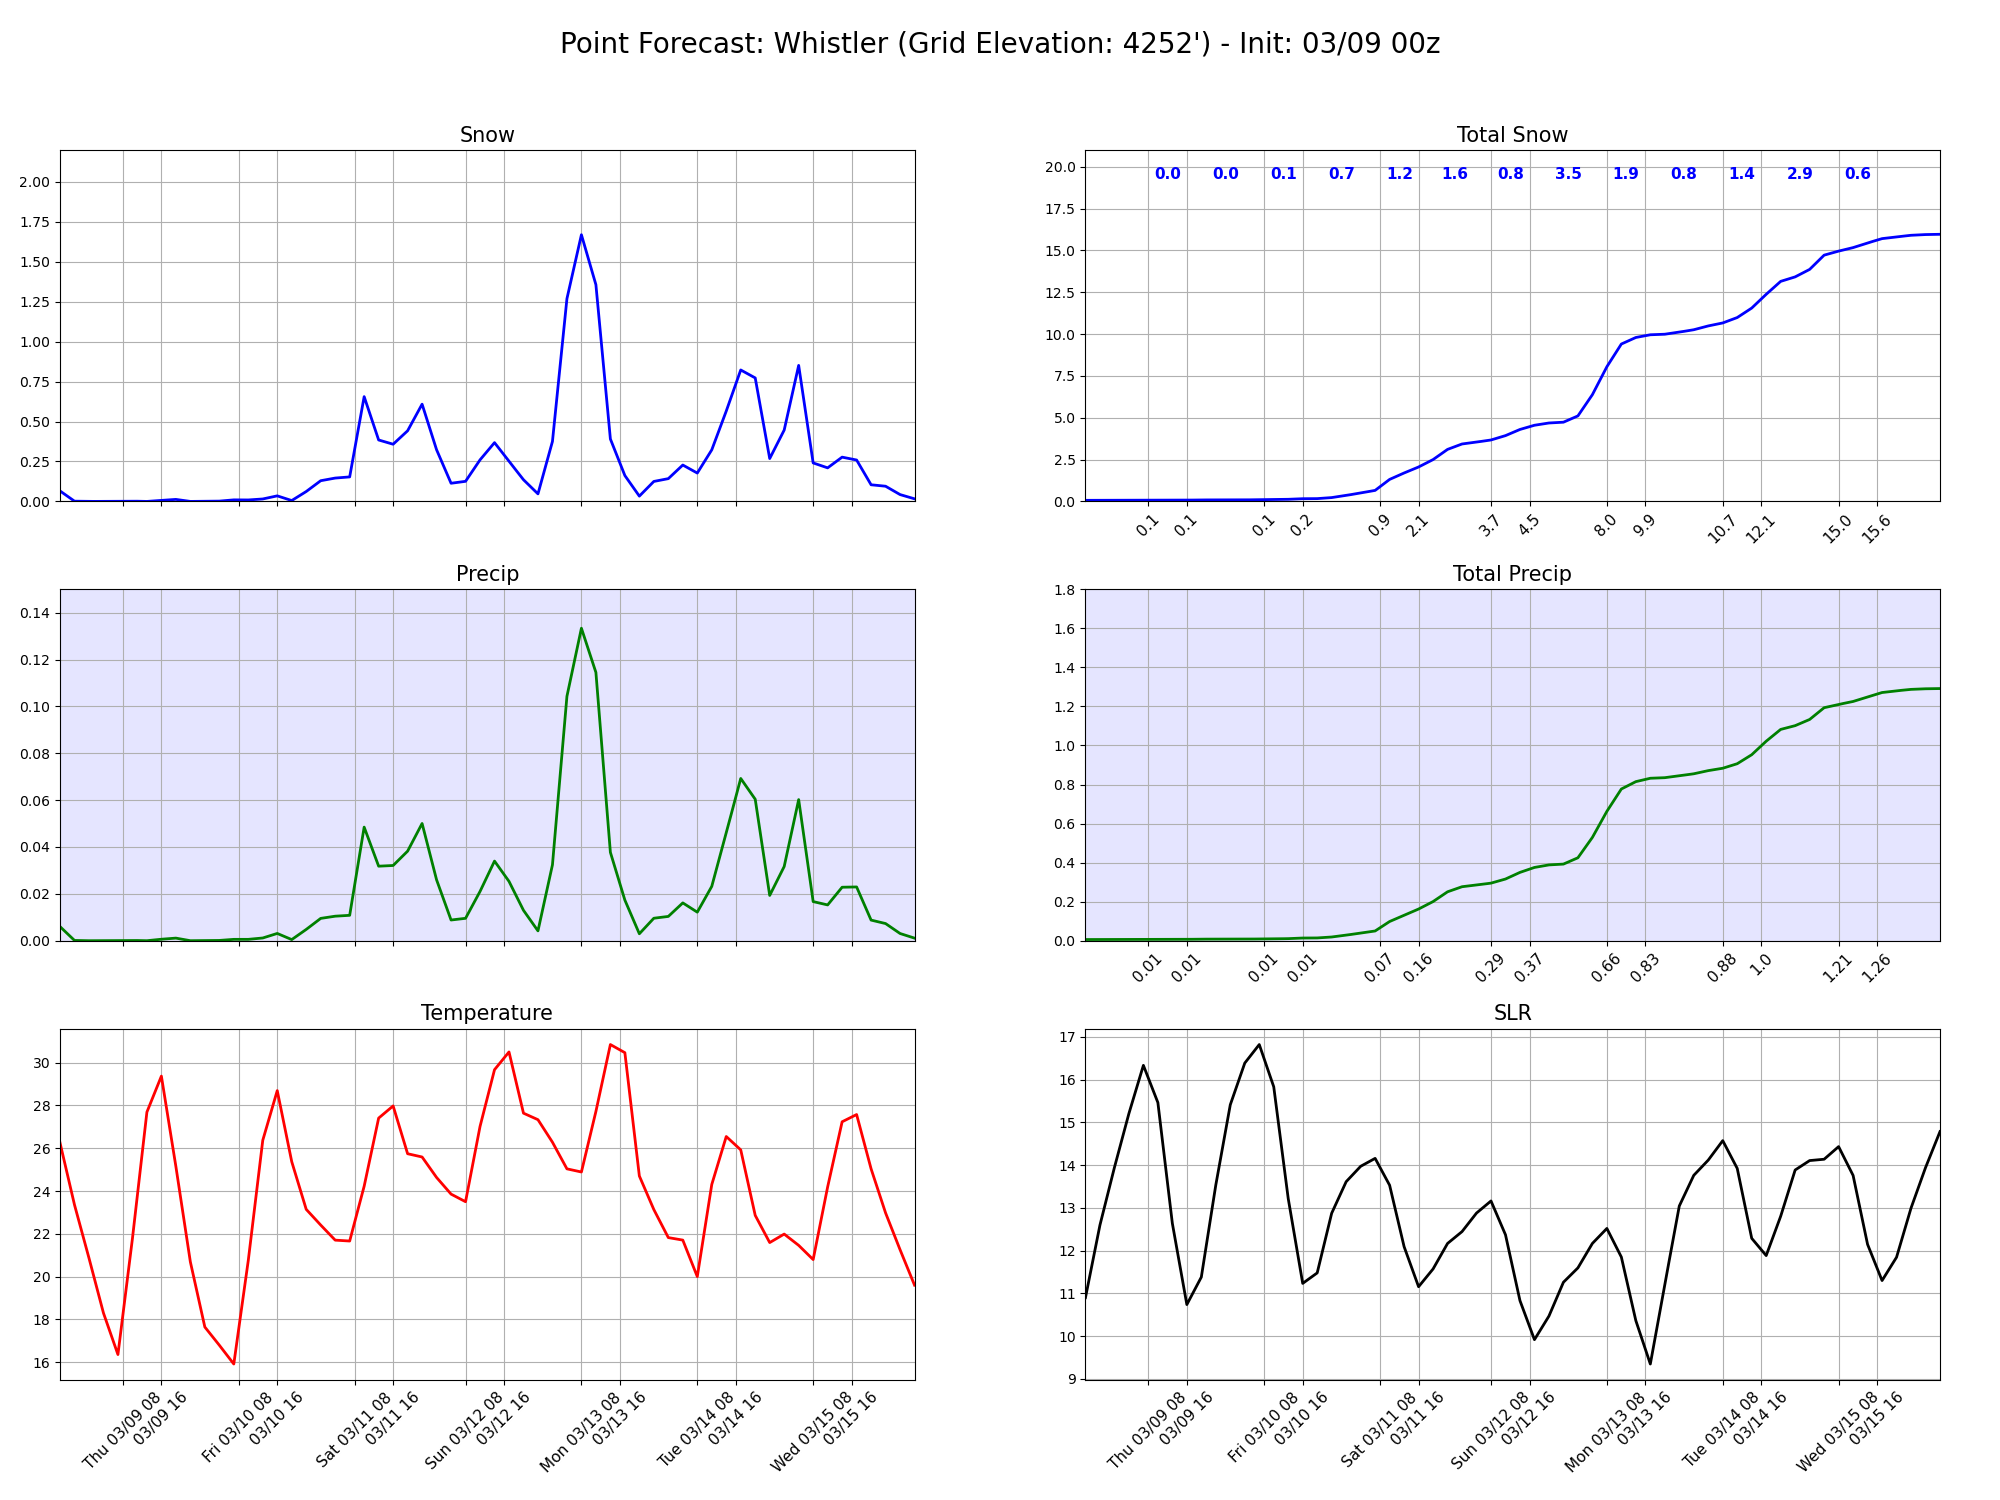 Point Forecast: Whistler (Grid Elevation: 4252') - Init: 03/09 00z
Snow
2.00
1.75
1.50
1.25
1.00
0.75
0.50
0.25
0.00
Total Snow
20.0
17.5
15.0
12.5
10.0
7.5
5.0
2.5
0.0
0.0 0.0 0.1 0.7 1.2 1.6 0.8 3.5 1.9 0.8 1.4 2.9 0.6
0.1 0.1 0.1 0.2 0.9 2.1 3.7 4.5 8.0 9.9 10.7 12.1 15.0 15.6
Precip
0.14
0.12
0.10
0.08
0.06
0.04
0.02
0.00
Total Precip
1.8
1.6
1.4
1.2
1.0
0.8
0.6
0.4
0.2
0.0
0.01 0.01 0.01 0.01 0.07 0.16 0.29 0.37 0.66 0.83 0.88 1.0 1.21 1.26
Temperature
30
28
26
24
22
20
18
16
Thu 03/09 08
03/09 16
Fri 03/10 08
03/10 16
Sat 03/11 08
03/11 16
Sun 03/12 08
03/12 16
Mon 03/13 08
03/13 16
Tue 03/14 08
03/14 16
Wed 03/15 08
03/15 16
SLR
17
16
15
14
13
12
11
10
9
Thu 03/09 08
03/09 16
Fri 03/10 08
03/10 16
Sat 03/11 08
03/11 16
Sun 03/12 08
03/12 16
Mon 03/13 08
03/13 16
Tue 03/14 08
03/14 16
Wed 03/15 08
03/15 16